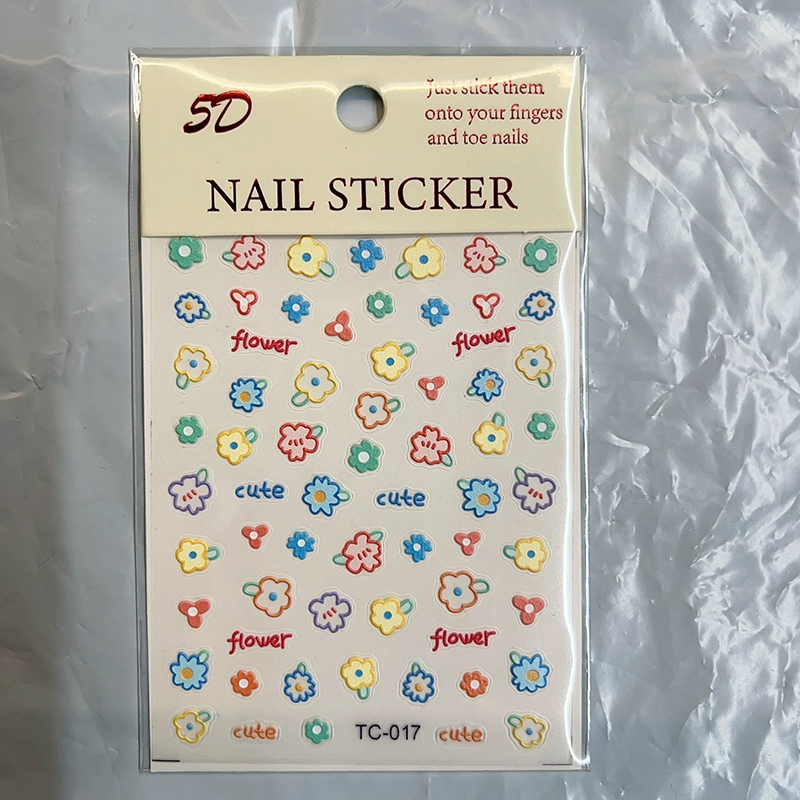 5D
Just stick them
onto your fingers
and toe nails
NAIL STICKER
flower
flower
cute
cute
flower
flower
cute
TC-017
cute